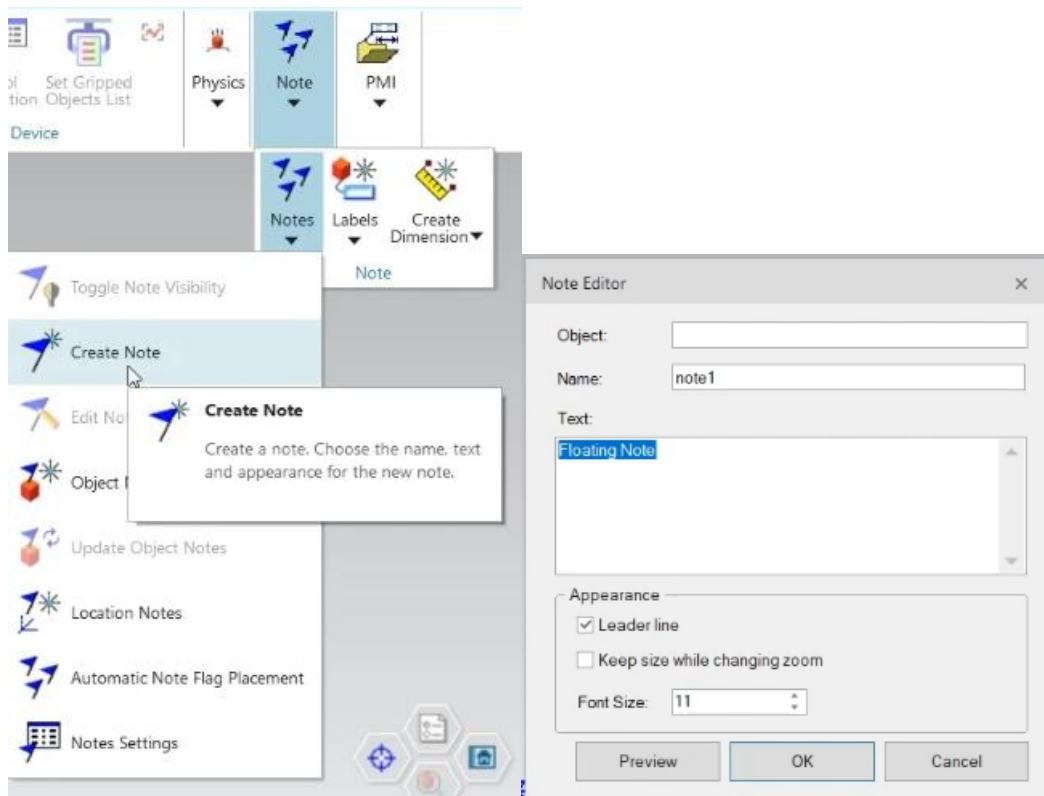 Set Gripped
Objects List
Device
Physics
Note
PMI
Notes
Labels
Create
Dimension
Note
Toggle Note Visibility
Create Note
Edit No
Object
Create Note
Create a note. Choose the name, text
and appearance for the new note.
Update Object Notes
Location Notes
Automatic Note Flag Placement
Notes Settings
Note Editor
Object:
Name: note1
Text:
Floating Note
Appearance
Leader line
Keep size while changing zoom
Font Size: 11
Preview OK Cancel